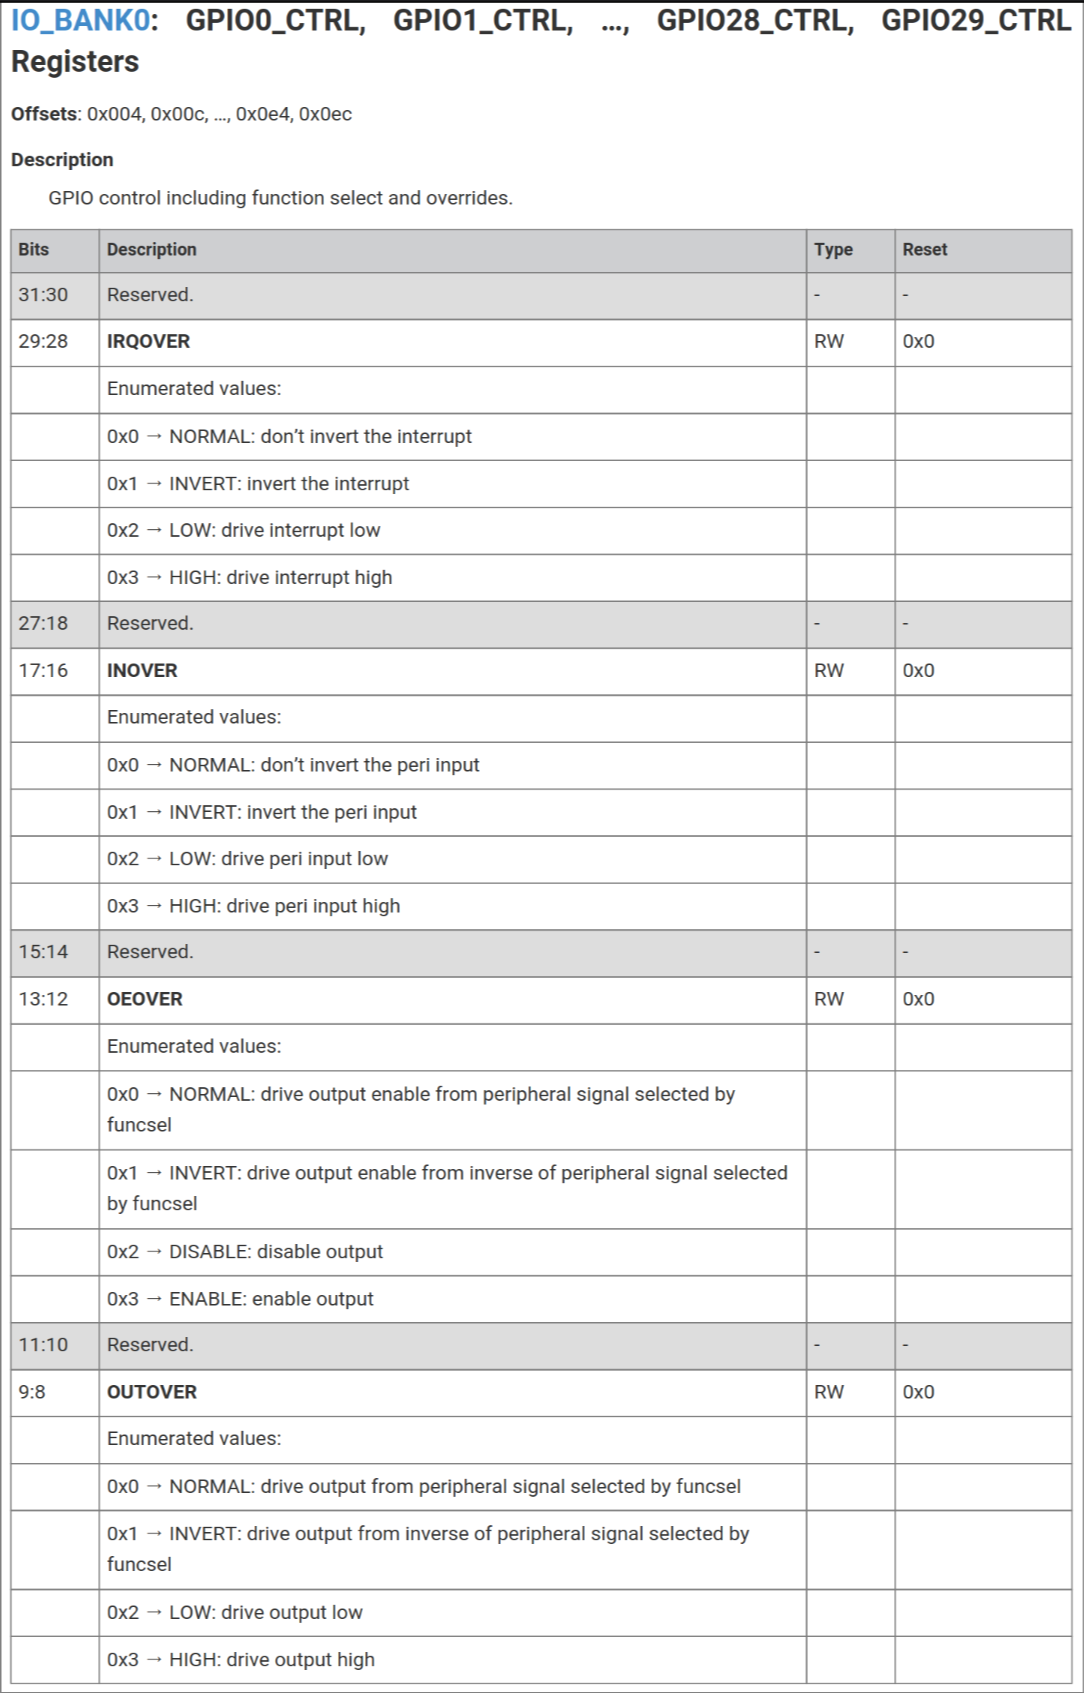 IO_BANK0: GPIO0_CTRL, GPIO1_CTRL, ..., GPIO28_CTRL, GPIO29_CTRL
Registers
Offsets: 0x004, 0x00c, ..., 0x0e4, 0x0ec
Description
GPIO control including function select and overrides.
Bits Description Type Reset
31:30 Reserved. - -
29:28 IRQOVER RW 0x0
Enumerated values:
0x0 → NORMAL: don’t invert the interrupt
0x1 → INVERT: invert the interrupt
0x2 → LOW: drive interrupt low
0x3 → HIGH: drive interrupt high
27:18 Reserved. - -
17:16 INOVER RW 0x0
Enumerated values:
0x0 → NORMAL: don’t invert the peri input
0x1 → INVERT: invert the peri input
0x2 → LOW: drive peri input low
0x3 → HIGH: drive peri input high
15:14 Reserved. - -
13:12 OEOVER RW 0x0
Enumerated values:
0x0 → NORMAL: drive output enable from peripheral signal selected by
funcsel
0x1 → INVERT: drive output enable from inverse of peripheral signal selected
by funcsel
0x2 → DISABLE: disable output
0x3 → ENABLE: enable output
11:10 Reserved. - -
9:8 OUTOVER RW 0x0
Enumerated values:
0x0 → NORMAL: drive output from peripheral signal selected by funcsel
0x1 → INVERT: drive output from inverse of peripheral signal selected by
funcsel
0x2 → LOW: drive output low
0x3 → HIGH: drive output high